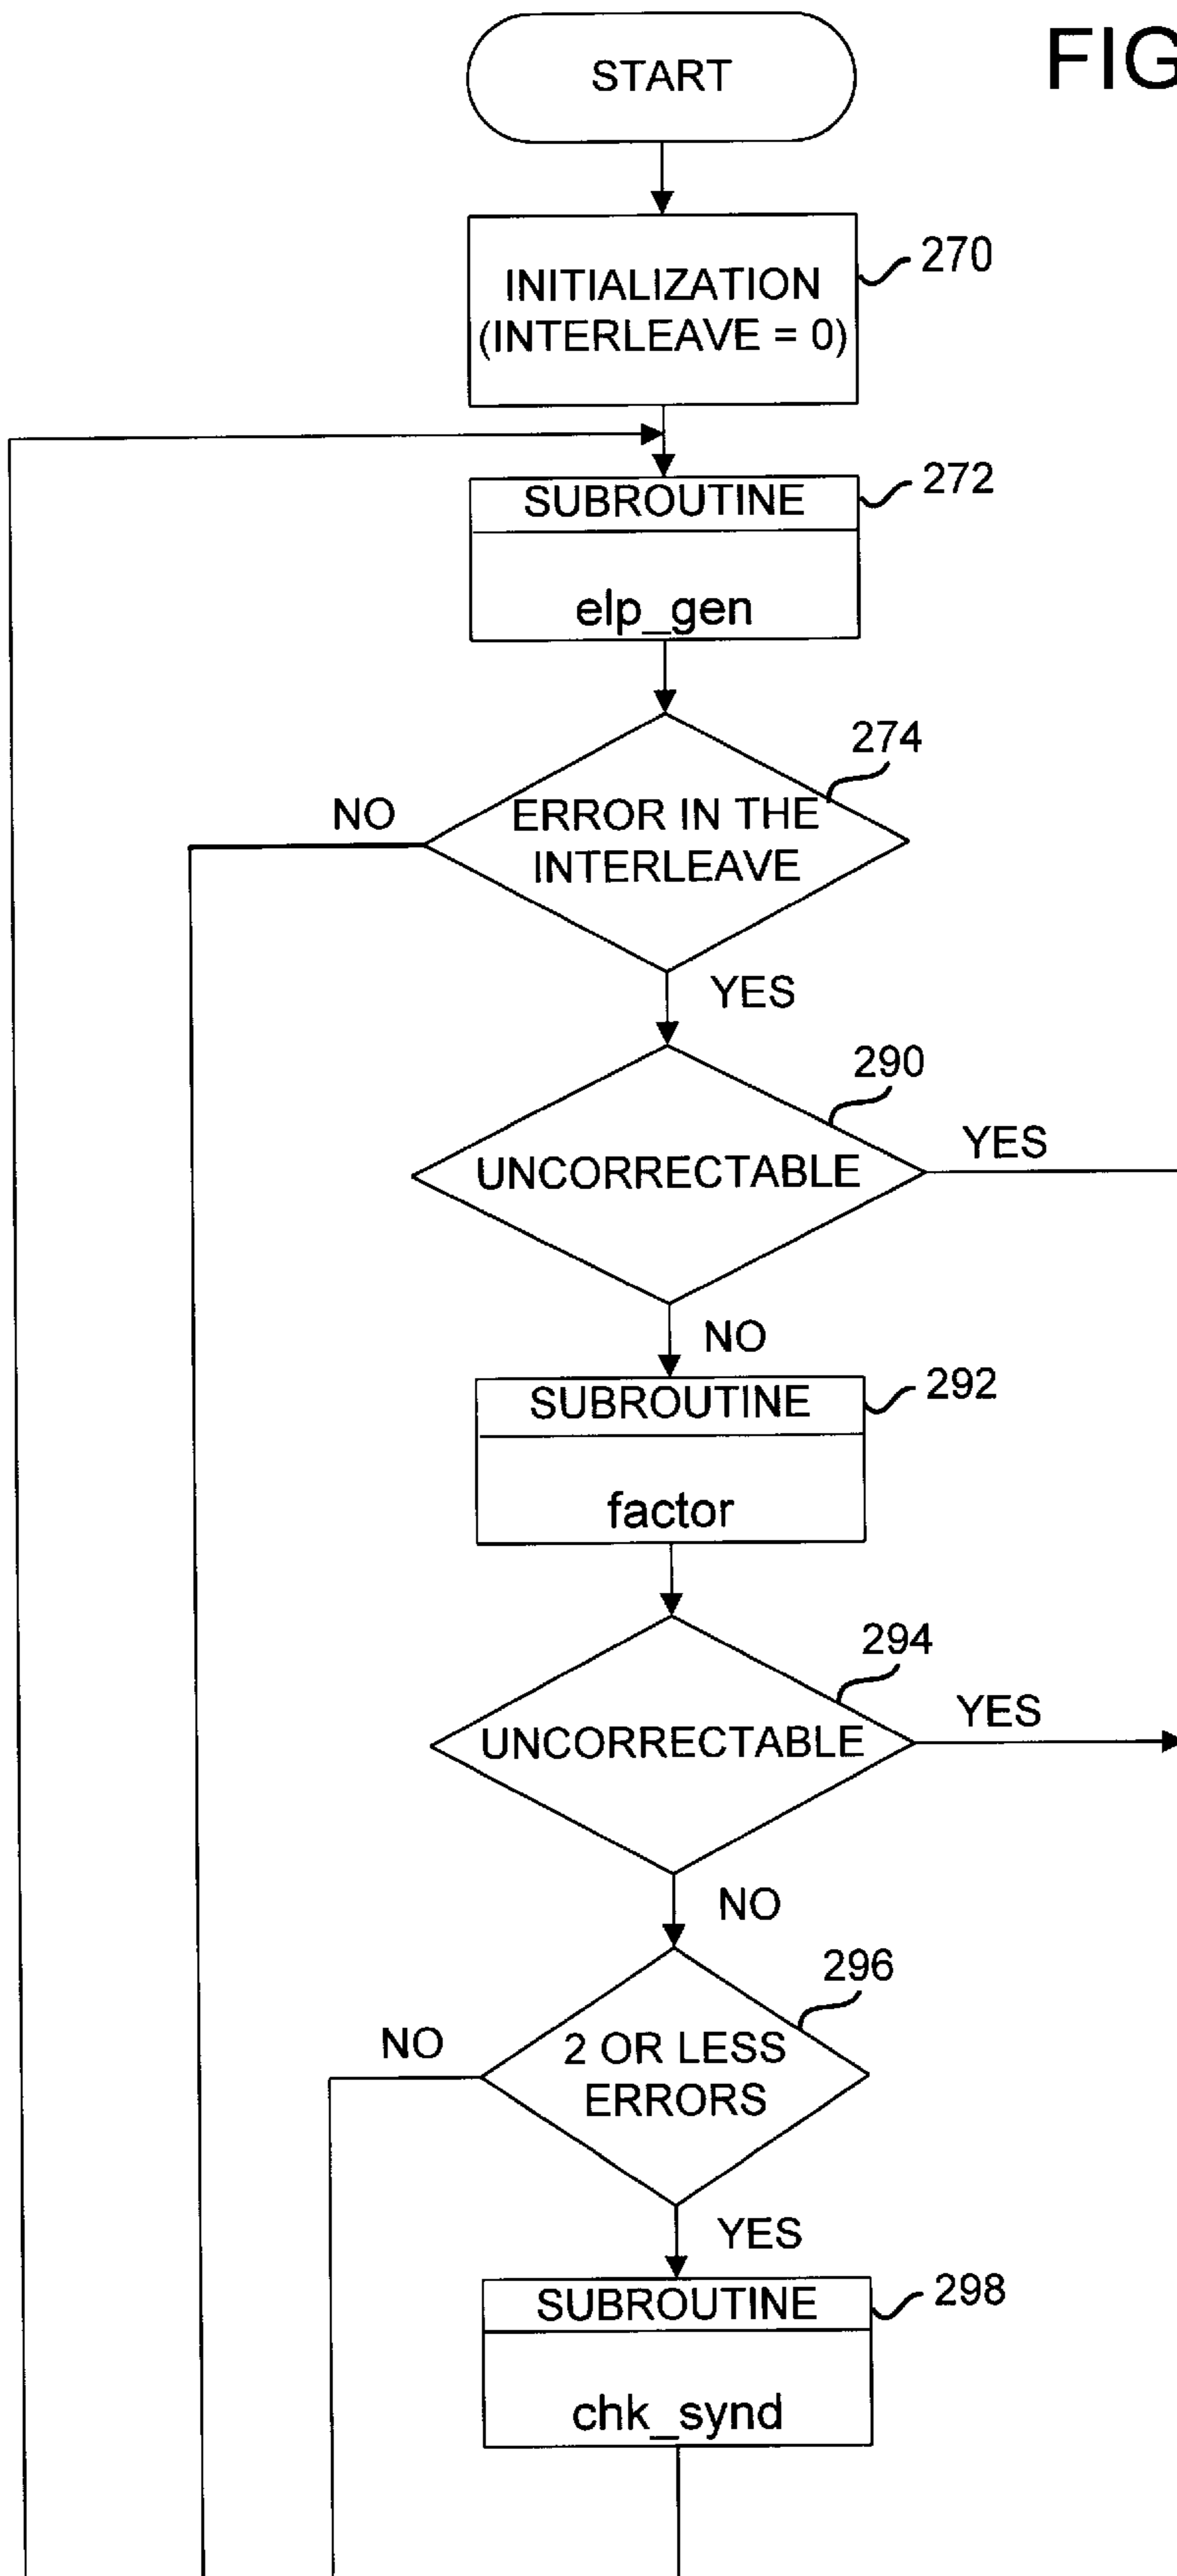 FIG
START
270
INITIALIZATION
(INTERLEAVE = 0)
272
SUBROUTINE
elp_gen
274
NO
ERROR IN THE
INTERLEAVE
YES
290
UNCORRECTABLE
YES
NO
292
SUBROUTINE
factor
294
UNCORRECTABLE
YES
NO
296
NO
2 OR LESS
ERRORS
YES
298
SUBROUTINE
chk_synd